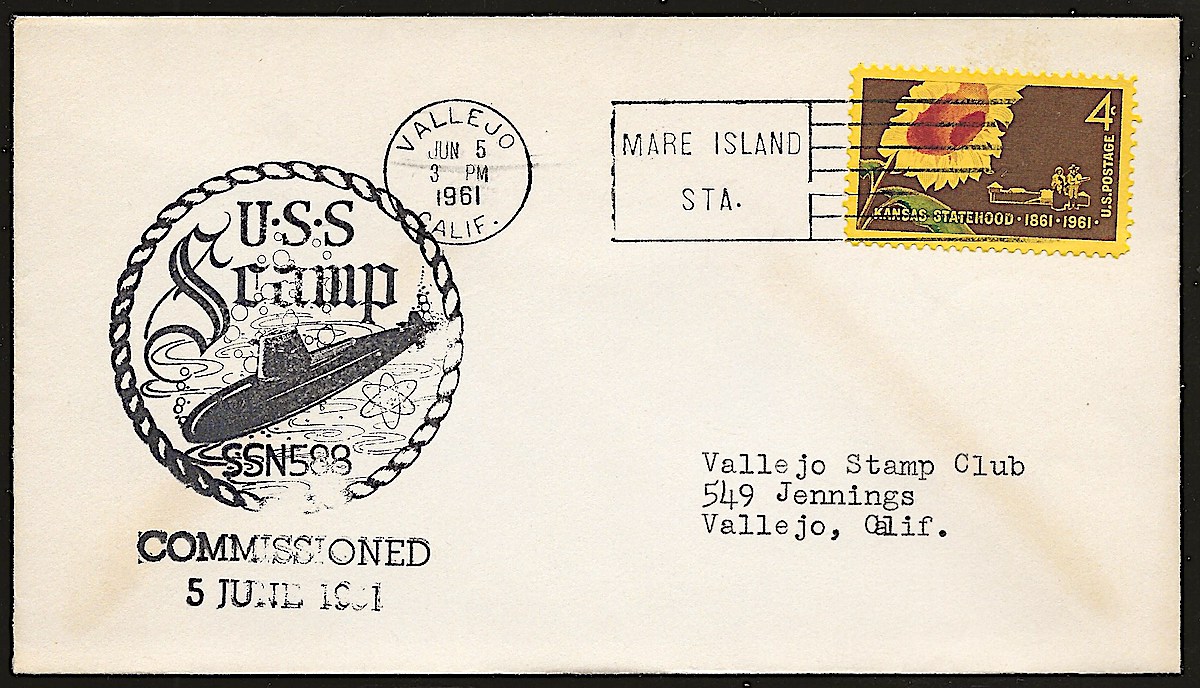 VALLEJO
JUN 5
3 PM
1961
CALIF.
MARE ISLAND
STA.
4c
U.S. POSTAGE
KANSAS STATEHOOD · 1861 · 1961 ·
U·S·S
Scamp
SSN588
COMMISSIONED
5 JUNE 1961
Vallejo Stamp Club
549 Jennings
Vallejo, Calif.